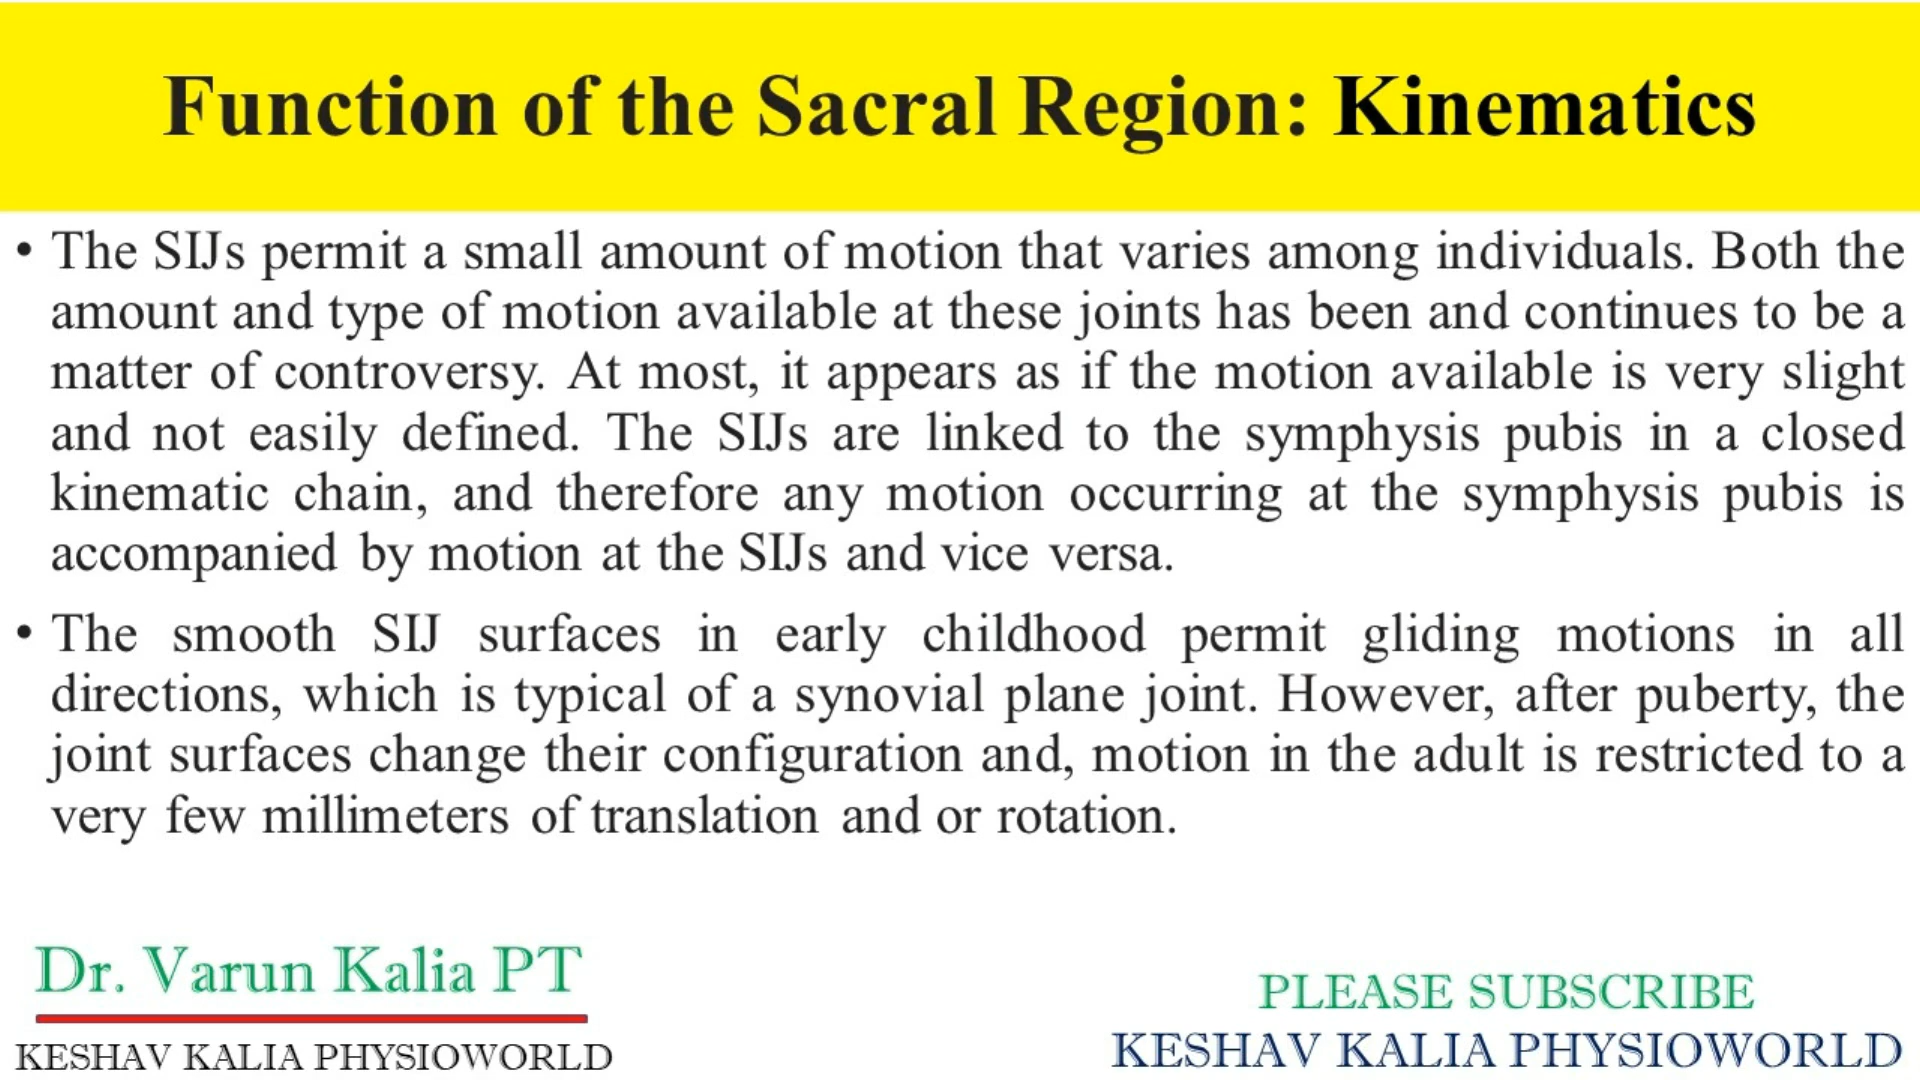 Function of the Sacral Region: Kinematics
• The SIJs permit a small amount of motion that varies among individuals. Both the
amount and type of motion available at these joints has been and continues to be a
matter of controversy. At most, it appears as if the motion available is very slight
and not easily defined. The SIJs are linked to the symphysis pubis in a closed
kinematic chain, and therefore any motion occurring at the symphysis pubis is
accompanied by motion at the SIJs and vice versa.
• The smooth SIJ surfaces in early childhood permit gliding motions in all
directions, which is typical of a synovial plane joint. However, after puberty, the
joint surfaces change their configuration and, motion in the adult is restricted to a
very few millimeters of translation and or rotation.
Dr. Varun Kalia PT
KESHAV KALIA PHYSIOWORLD
PLEASE SUBSCRIBE
KESHAV KALIA PHYSIOWORLD